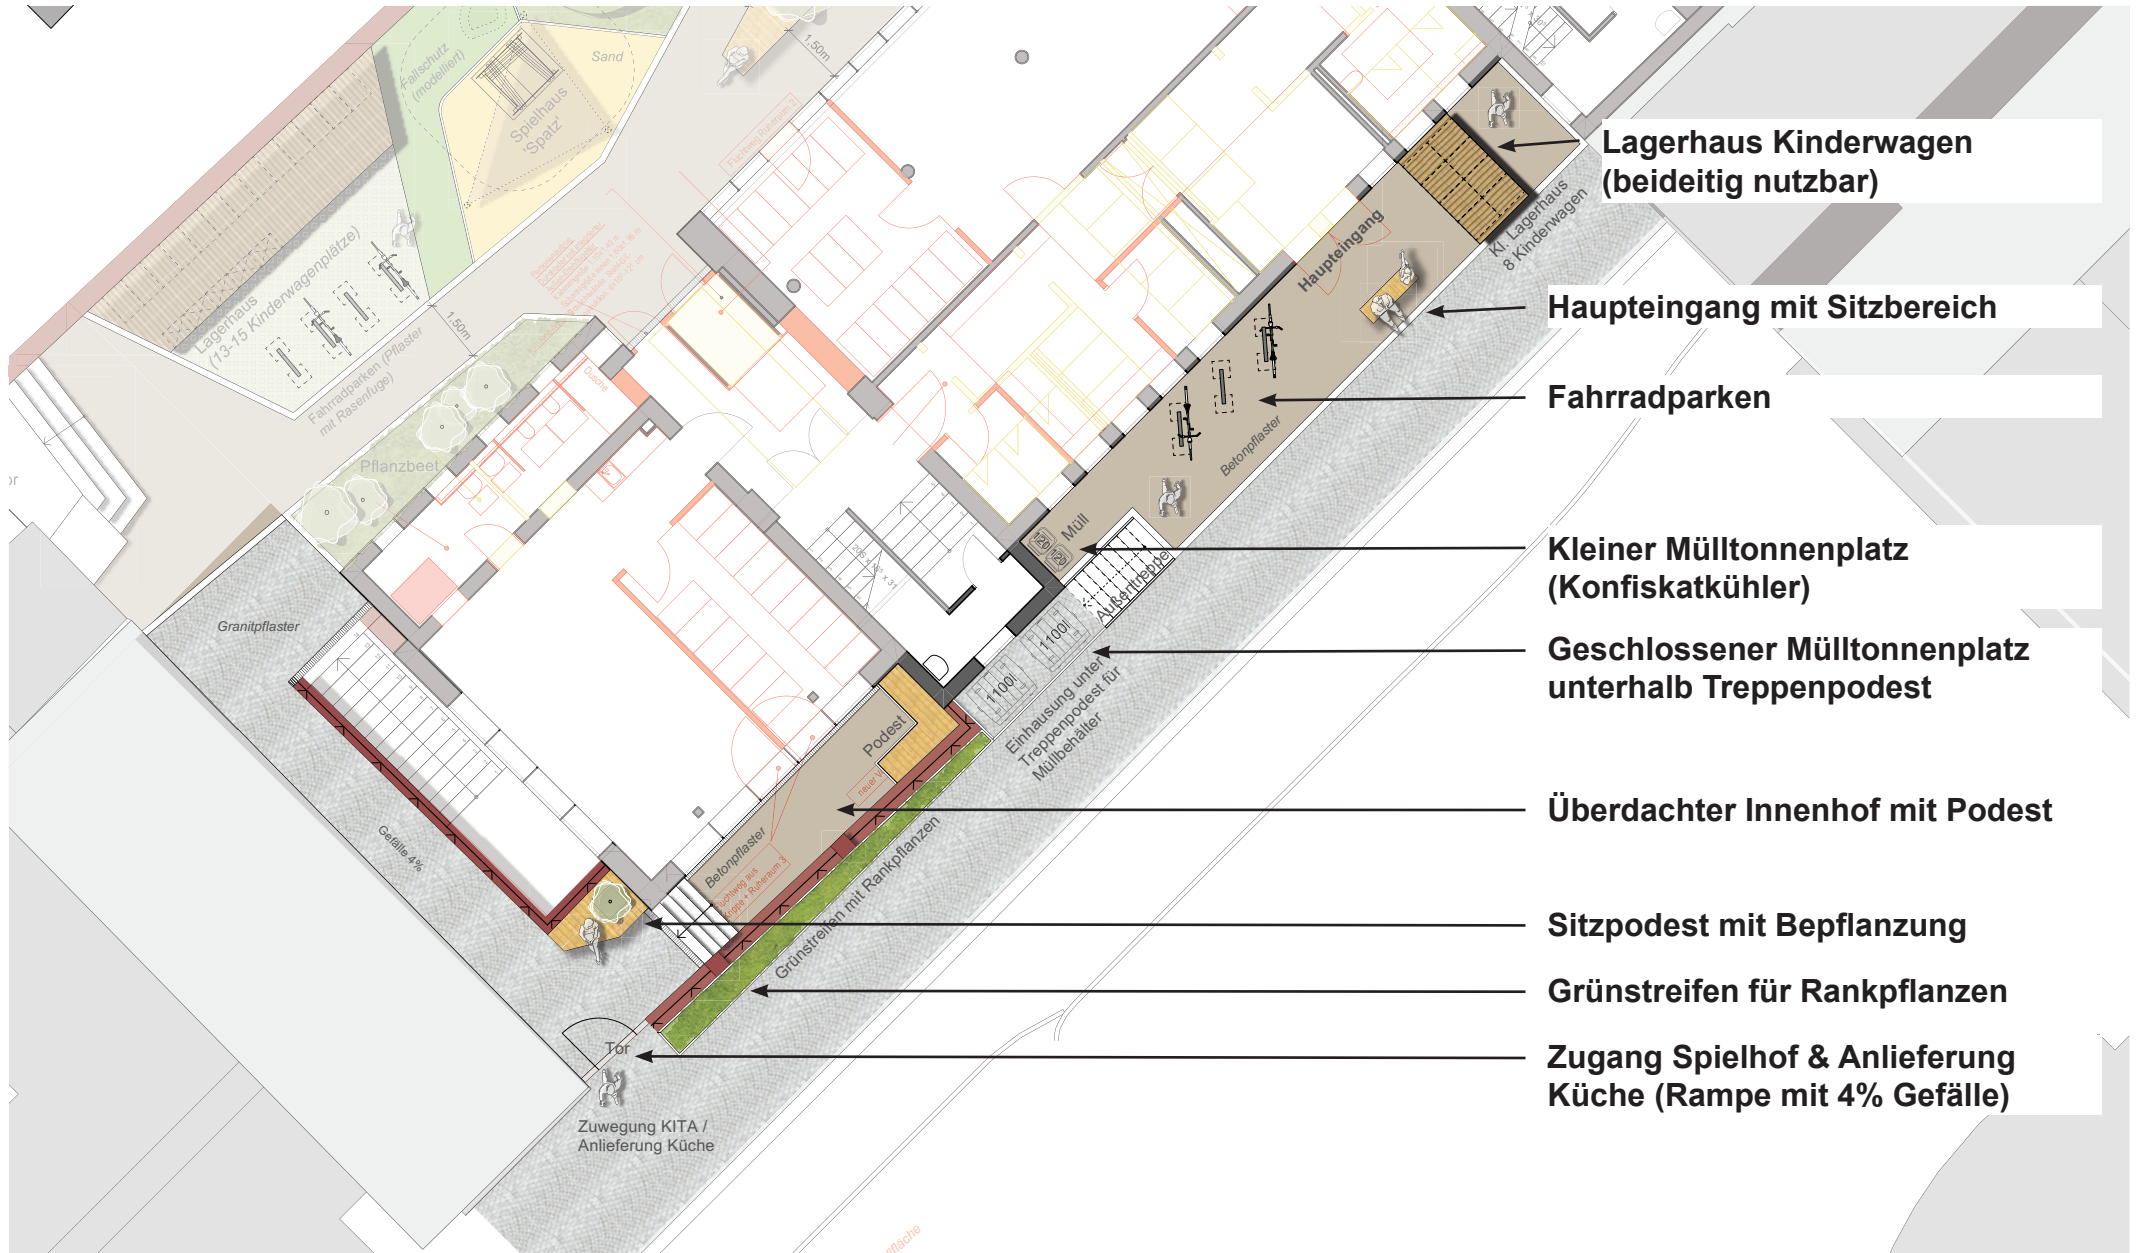 Fallschutz
(modelliert)
Sand
Spielhaus
'Spatz'
1,50m
Fluchtweg Ruheraum 2
Lagerhaus
(13-15 Kinderwagenplätze)
Fahrradparken (Pflaster
mit Rasenfuge)
1,50m
Dusche
Pflanzbeet
Granitpflaster
Gefälle 4%
Haupteingang
Kl. Lagerhaus
8 Kinderwagen
Betonpflaster
Müll
120
120
Außentreppe
1100l
1100l
Einhausung unter
Treppenpodest für
Müllbehälter
Podest
Betonpflaster
Grünstreifen mit Rankpflanzen
Tor
Zuwegung KITA /
Anlieferung Küche
Lagerhaus Kinderwagen
(beideitig nutzbar)
Haupteingang mit Sitzbereich
Fahrradparken
Kleiner Mülltonnenplatz
(Konfiskatkühler)
Geschlossener Mülltonnenplatz
unterhalb Treppenpodest
Überdachter Innenhof mit Podest
Sitzpodest mit Bepflanzung
Grünstreifen für Rankpflanzen
Zugang Spielhof & Anlieferung
Küche (Rampe mit 4% Gefälle)